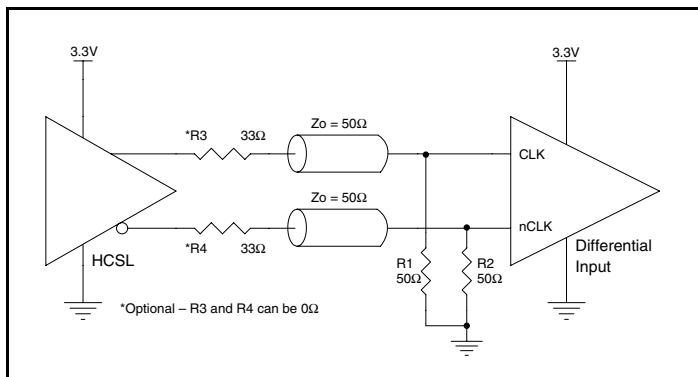 3.3V
3.3V
*R3
33Ω
Zo = 50Ω
CLK
Zo = 50Ω
*R4
33Ω
nCLK
HCSL
R1
50Ω
R2
50Ω
Differential
Input
*Optional – R3 and R4 can be 0Ω